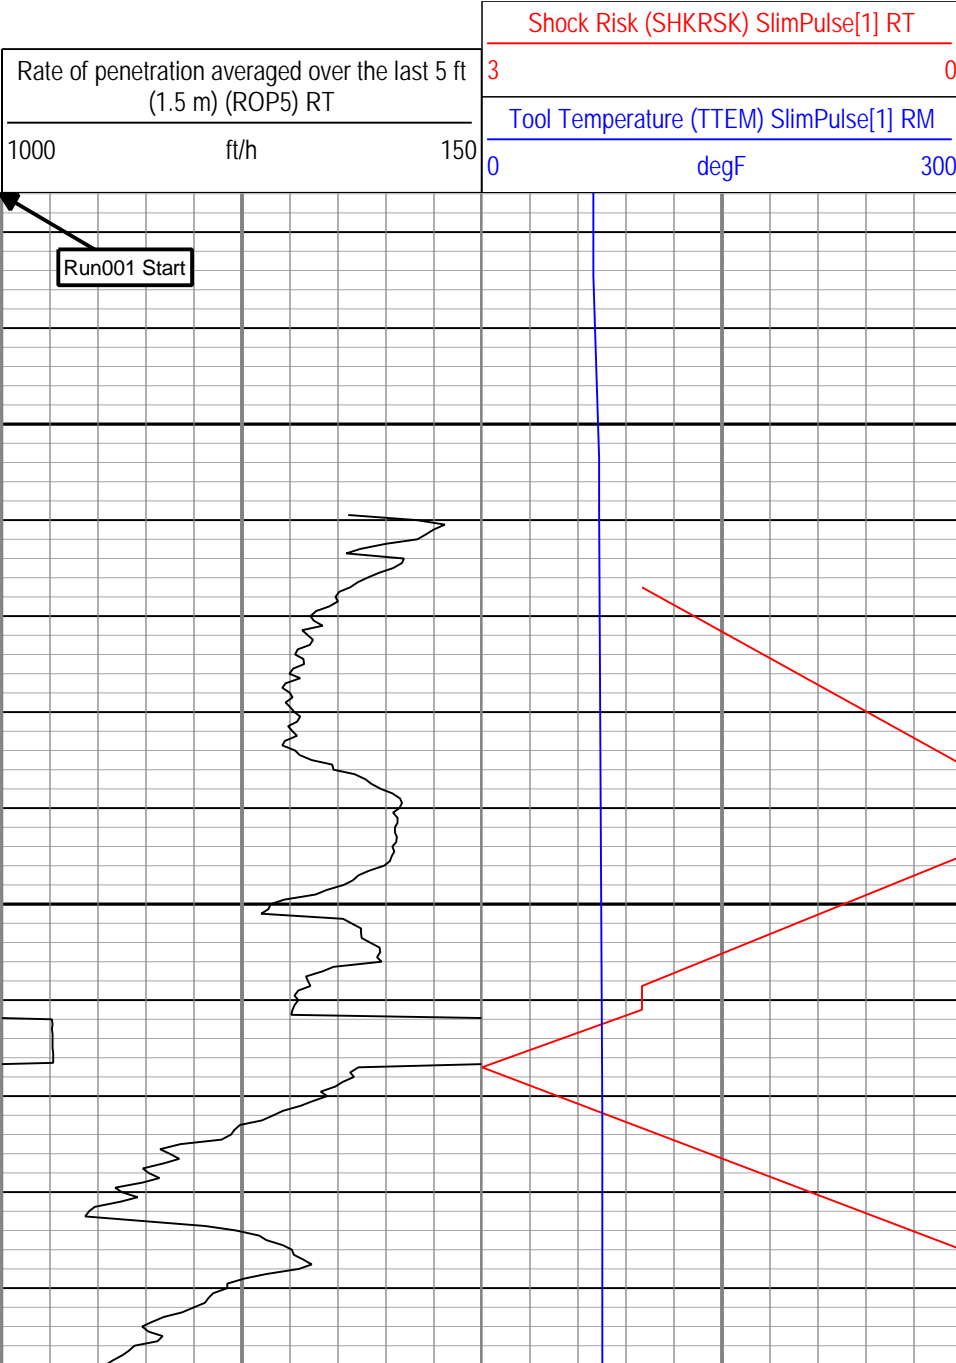 Shock Risk (SHKRSK) SlimPulse[1] RT
3 0
Rate of penetration averaged over the last 5 ft
(1.5 m) (ROP5) RT
1000 ft/h 150
Tool Temperature (TTEM) SlimPulse[1] RM
0 degF 300
Run001 Start